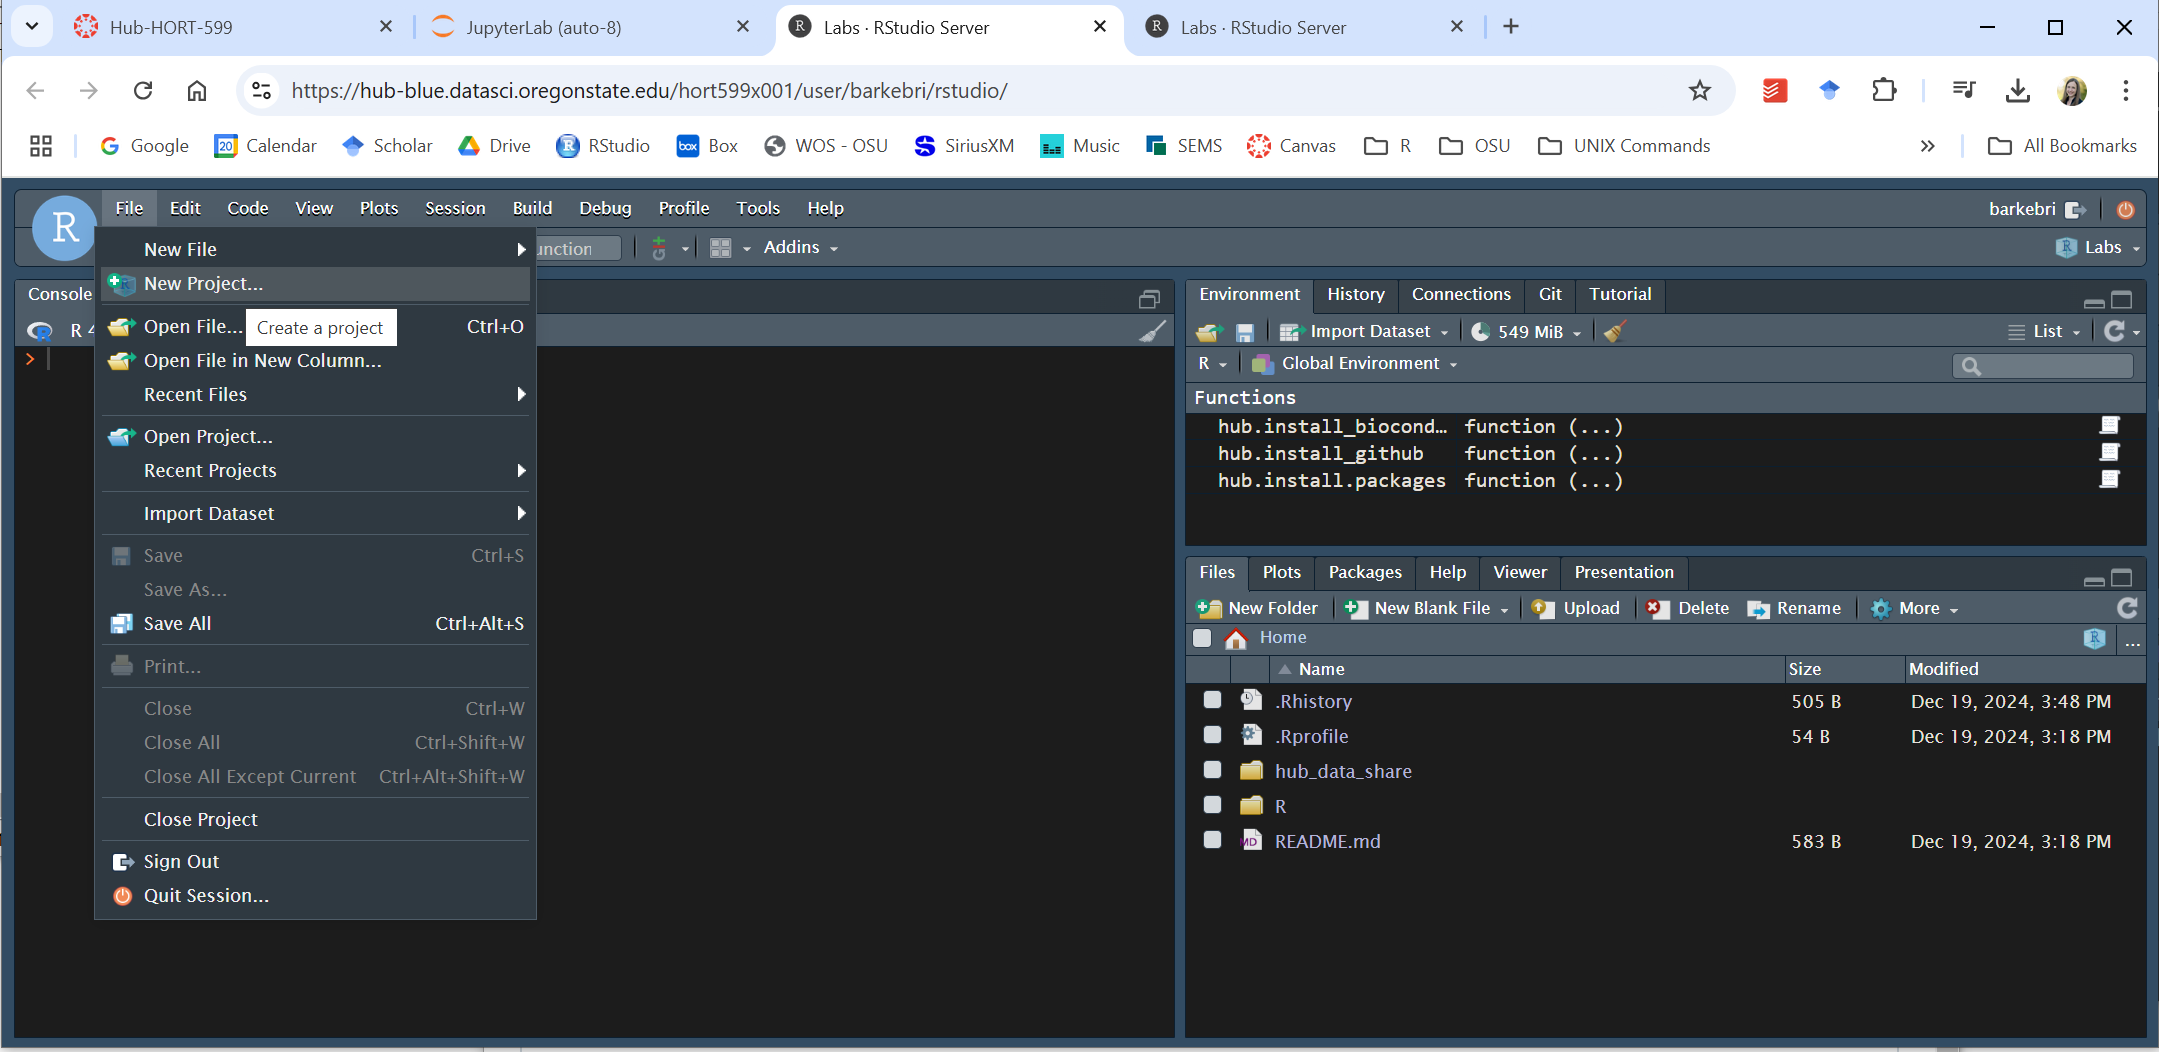 Hub-HORT-599
JupyterLab (auto-8)
R Labs · RStudio Server
R Labs · RStudio Server
https://hub-blue.datasci.oregonstate.edu/hort599x001/user/barkebri/rstudio/
Google
20 Calendar
Scholar
Drive
R RStudio
box Box
WOS - OSU
SiriusXM
Music
SEMS
Canvas
R
OSU
UNIX Commands
All Bookmarks
R
File Edit Code View Plots Session Build Debug Profile Tools Help
barkebri
unction
Addins
R Labs
New File
New Project...
Open File... Ctrl+O
Create a project
Open File in New Column...
Recent Files
Open Project...
Recent Projects
Import Dataset
Save Ctrl+S
Save As...
Save All Ctrl+Alt+S
Print...
Close Ctrl+W
Close All Ctrl+Shift+W
Close All Except Current Ctrl+Alt+Shift+W
Close Project
Sign Out
Quit Session...
Console
R 4
>
Environment History Connections Git Tutorial
Import Dataset 549 MiB List
R Global Environment
Functions
hub.install_biocond… function (...)
hub.install_github function (...)
hub.install.packages function (...)
Files Plots Packages Help Viewer Presentation
New Folder New Blank File Upload Delete Rename More
Home R ...
Name Size Modified
.Rhistory 505 B Dec 19, 2024, 3:48 PM
.Rprofile 54 B Dec 19, 2024, 3:18 PM
hub_data_share
R
MD README.md 583 B Dec 19, 2024, 3:18 PM